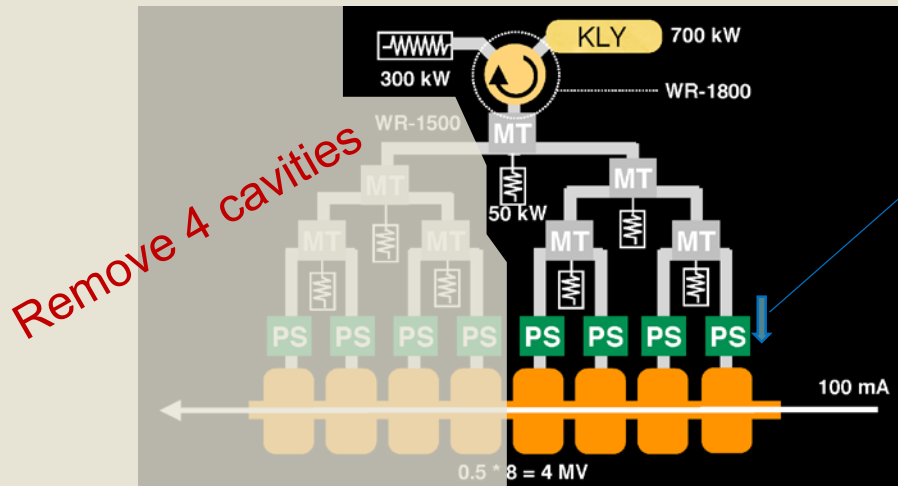 KLY
700 kW
300 kW
WR-1800
WR-1500
MT
Remove 4 cavities
MT
MT
50 kW
MT
MT
MT
MT
PS
PS
PS
PS
PS
PS
PS
PS
100 mA
0.5 * 8 = 4 MV